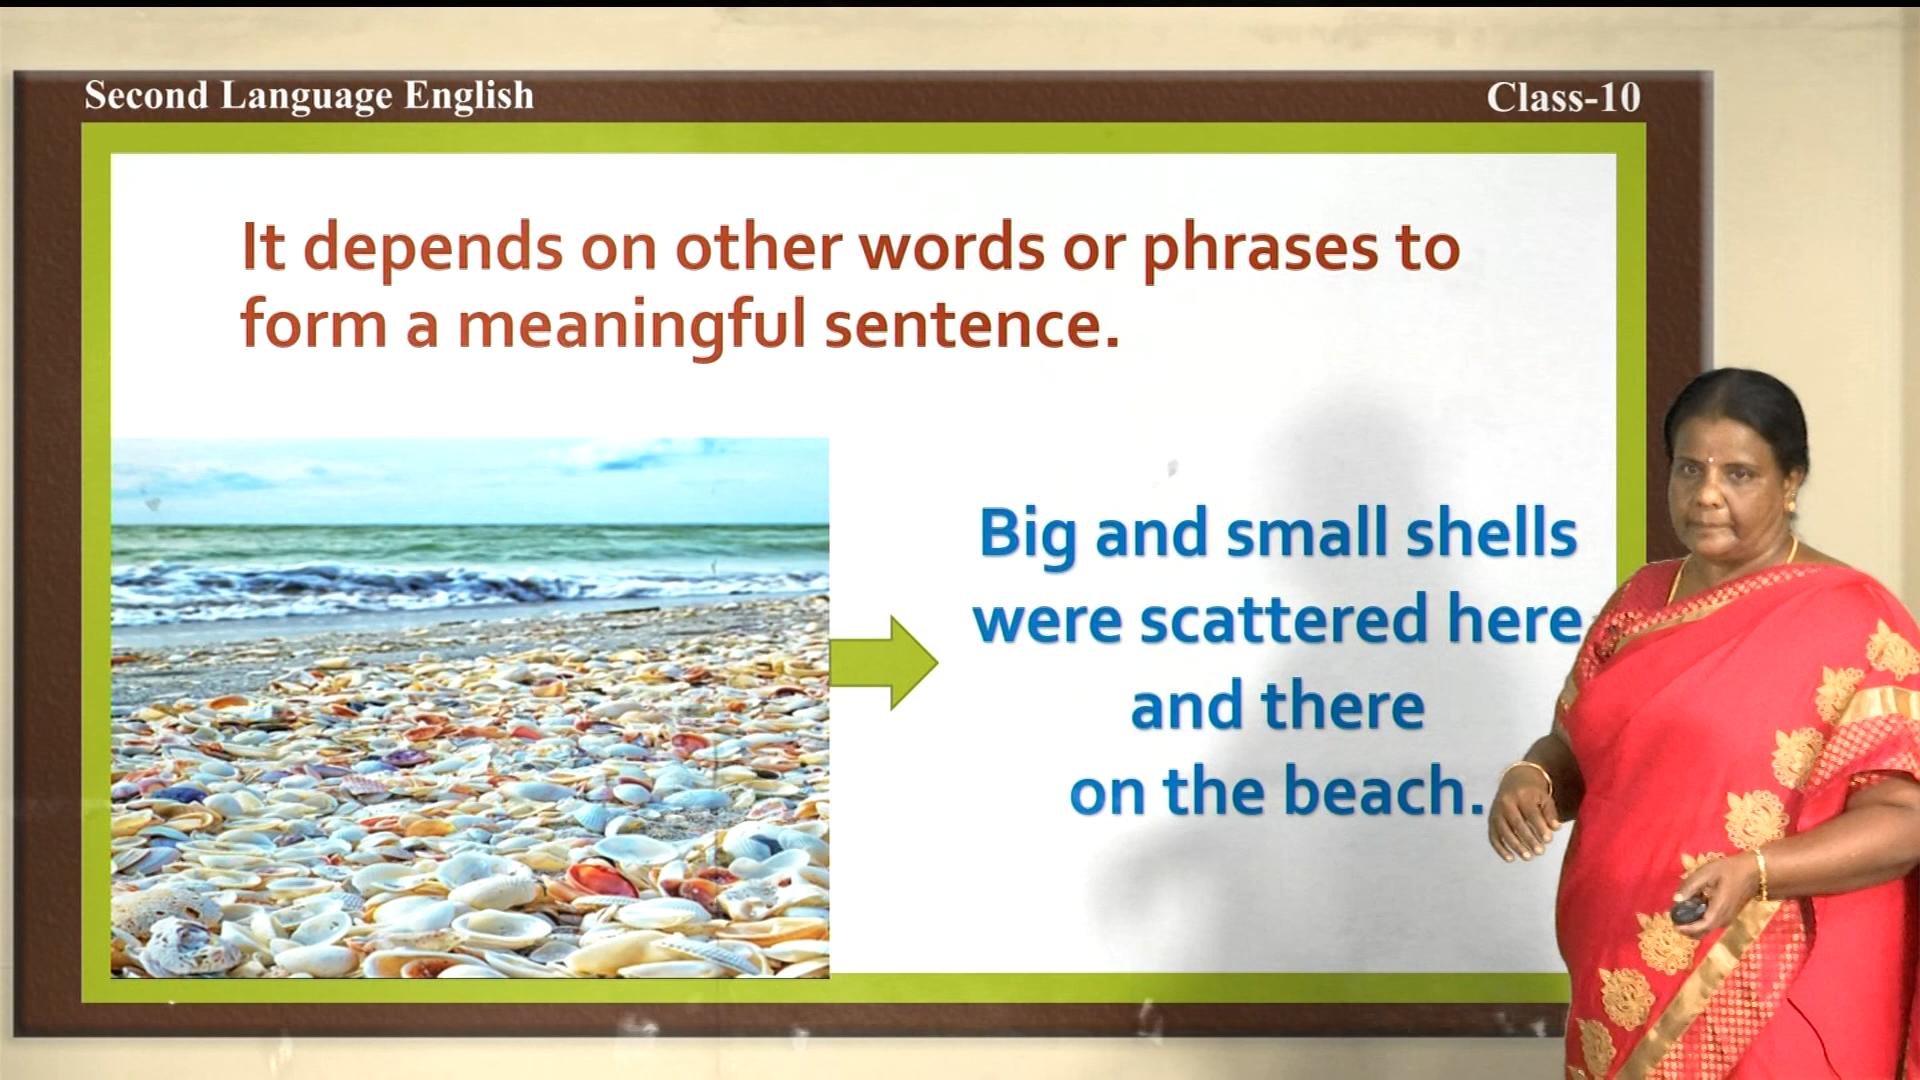 Second Language English
Class-10
It depends on other words or phrases to
form a meaningful sentence.
Big and small shells
were scattered here
and there
on the beach.